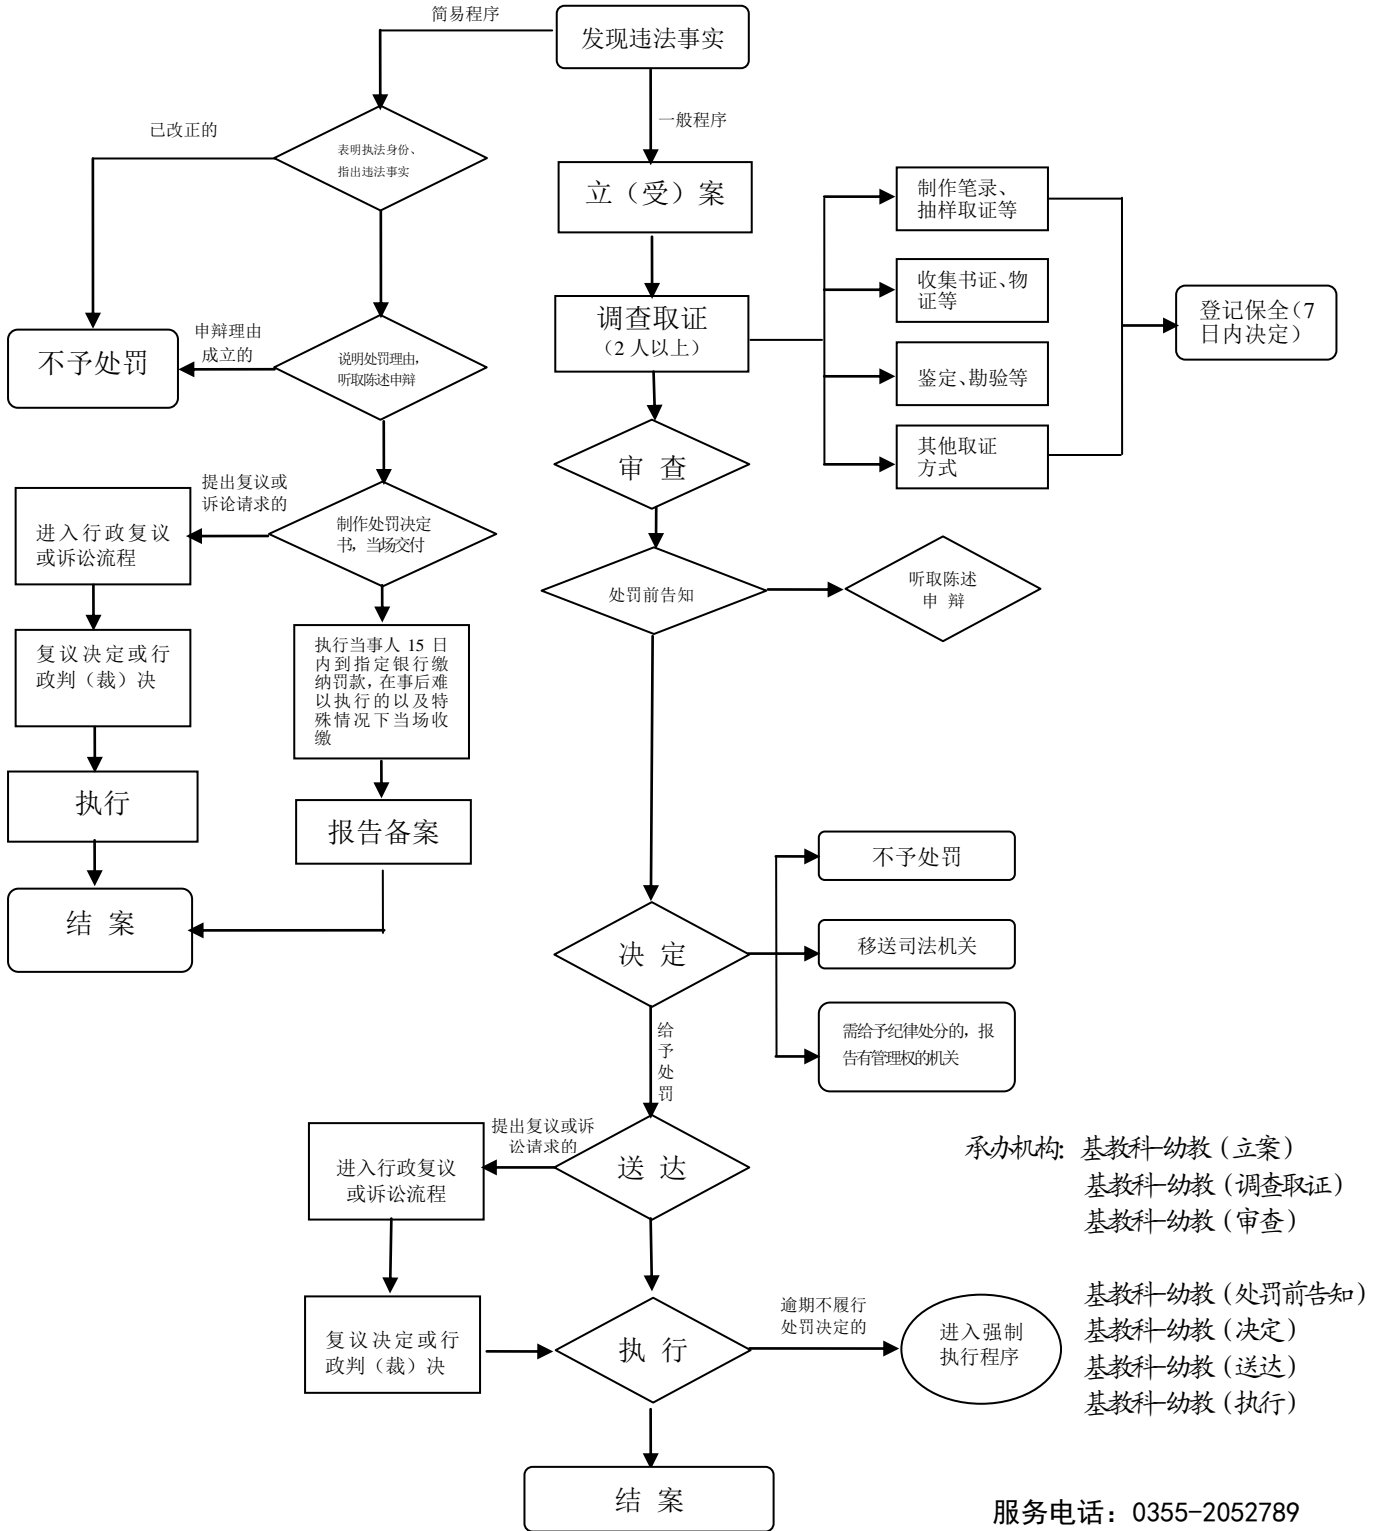 简易程序
发现违法事实
一般程序
已改正的
表明执法身份、
指出违法事实
立（受）案
制作笔录、
抽样取证等
收集书证、物
证等
登记保全（7
日内决定）
调查取证
（2 人以上）
鉴定、勘验等
其他取证
方式
申辩理由
成立的
不予处罚
说明处罚理由，
听取陈述申辩
审 查
提出复议或
诉论请求的
进入行政复议
或诉讼流程
制作处罚决定
书，当场交付
处罚前告知
听取陈述
申 辩
复议决定或行
政判（裁）决
执行当事人 15 日
内到指定银行缴
纳罚款，在事后难
以执行的以及特
殊情况下当场收
缴
执行
报告备案
结 案
决 定
不予处罚
移送司法机关
需给予纪律处分的，报
告有管理权的机关
给
予
处
罚
提出复议或诉
讼请求的
进入行政复议
或诉讼流程
送 达
承办机构：基教科-幼教（立案）
基教科-幼教（调查取证）
基教科-幼教（审查）
基教科-幼教（处罚前告知）
基教科-幼教（决定）
基教科-幼教（送达）
基教科-幼教（执行）
复议决定或行
政判（裁）决
执 行
逾期不履行
处罚决定的
进入强制
执行程序
结 案
服务电话：0355-2052789